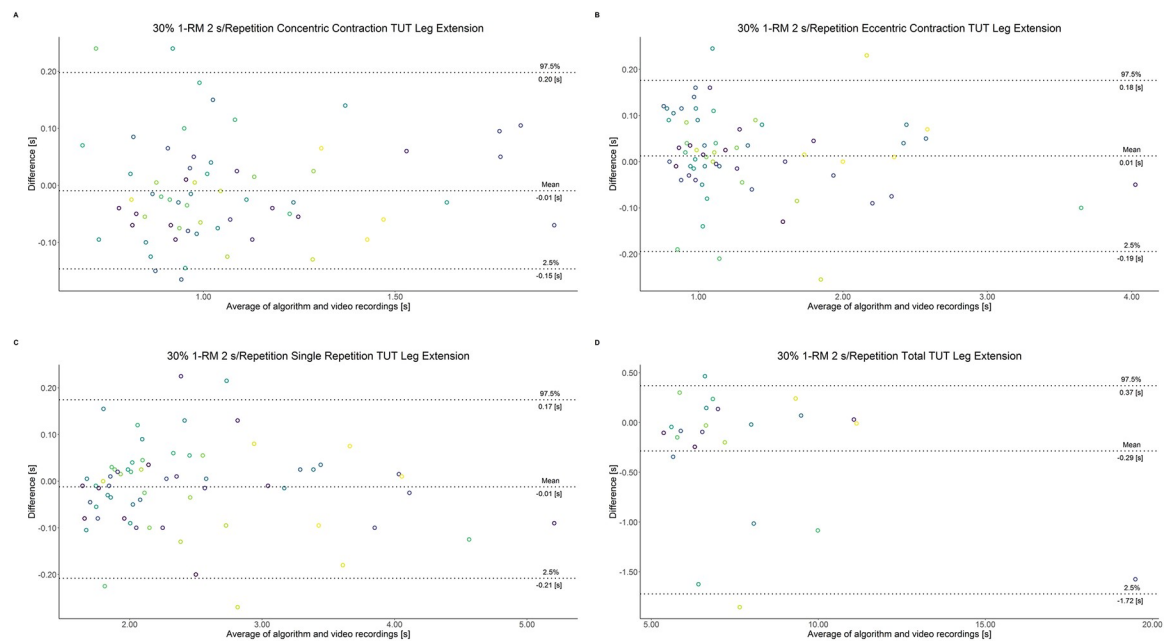 A
30% 1-RM 2 s/Repetition Concentric Contraction TUT Leg Extension
Difference [s]
0.20
0.10
0.00
-0.10
97.5%
0.20 [s]
Mean
-0.01 [s]
2.5%
-0.15 [s]
1.00
1.50
Average of algorithm and video recordings [s]
B
30% 1-RM 2 s/Repetition Eccentric Contraction TUT Leg Extension
Difference [s]
0.20
0.10
0.00
-0.10
-0.20
97.5%
0.18 [s]
Mean
0.01 [s]
2.5%
-0.19 [s]
1.00
2.00
3.00
4.00
Average of algorithm and video recordings [s]
C
30% 1-RM 2 s/Repetition Single Repetition TUT Leg Extension
Difference [s]
0.20
0.10
0.00
-0.10
-0.20
97.5%
0.17 [s]
Mean
-0.01 [s]
2.5%
-0.21 [s]
2.00
3.00
4.00
5.00
Average of algorithm and video recordings [s]
D
30% 1-RM 2 s/Repetition Total TUT Leg Extension
Difference [s]
0.50
0.00
-0.50
-1.00
-1.50
97.5%
0.37 [s]
Mean
-0.29 [s]
2.5%
-1.72 [s]
5.00
10.00
15.00
20.00
Average of algorithm and video recordings [s]